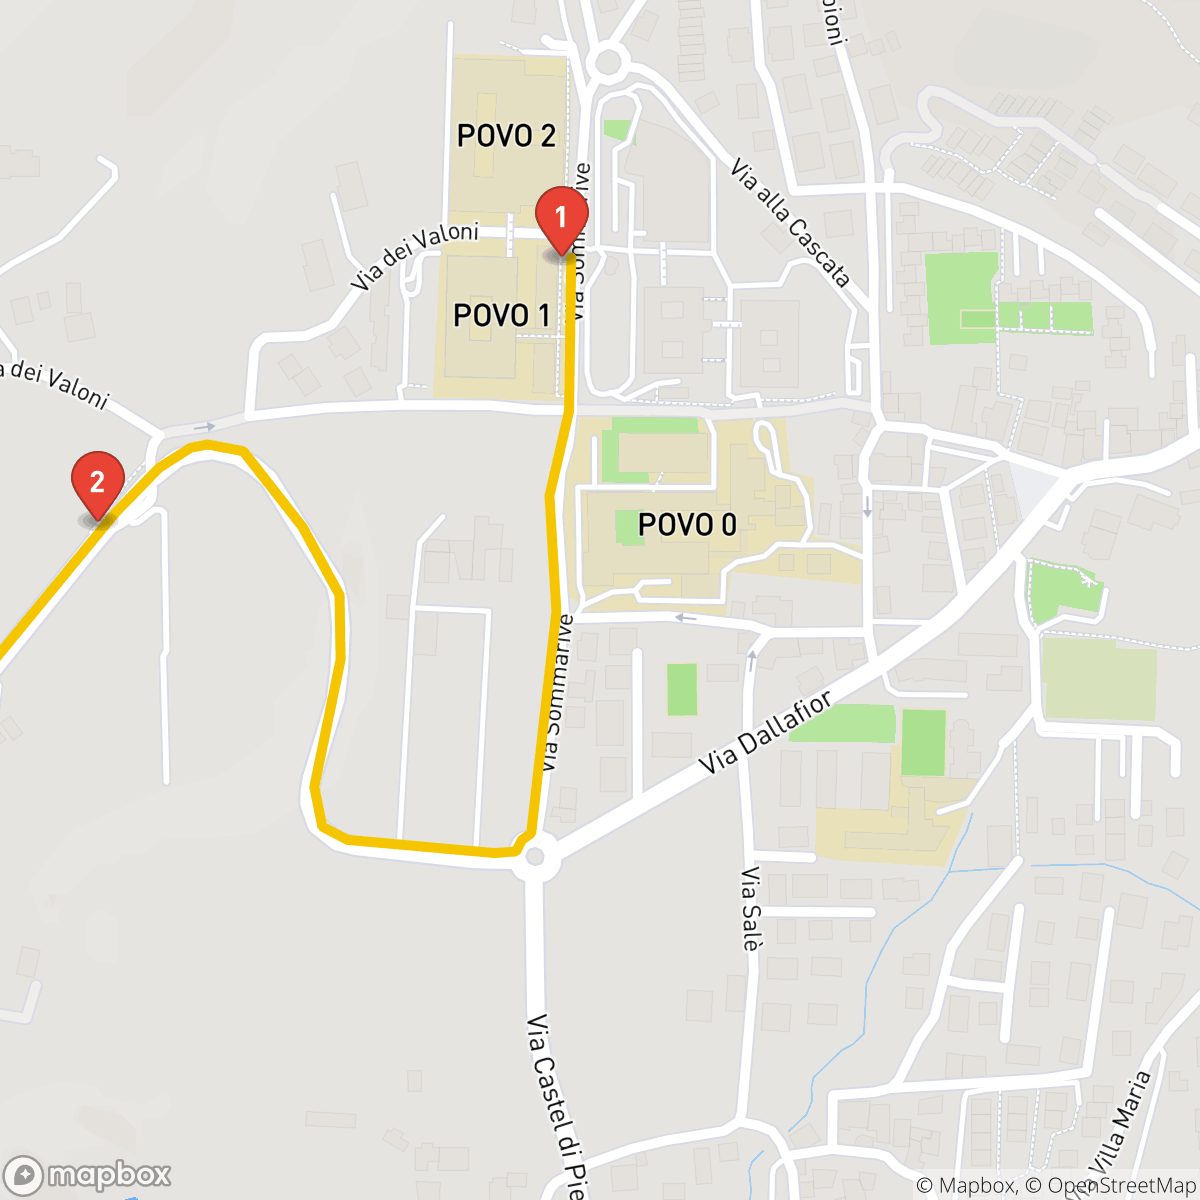 bioni
POVO 2
Via alla Cascata
1
Via Sommarive
Via dei Valoni
POVO 1
a dei Valoni
2
POVO 0
Via Sommarive
Via Dallafior
Via Salè
Via Castel di Pie
Villa Maria
mapbox
© Mapbox, © OpenStreetMap